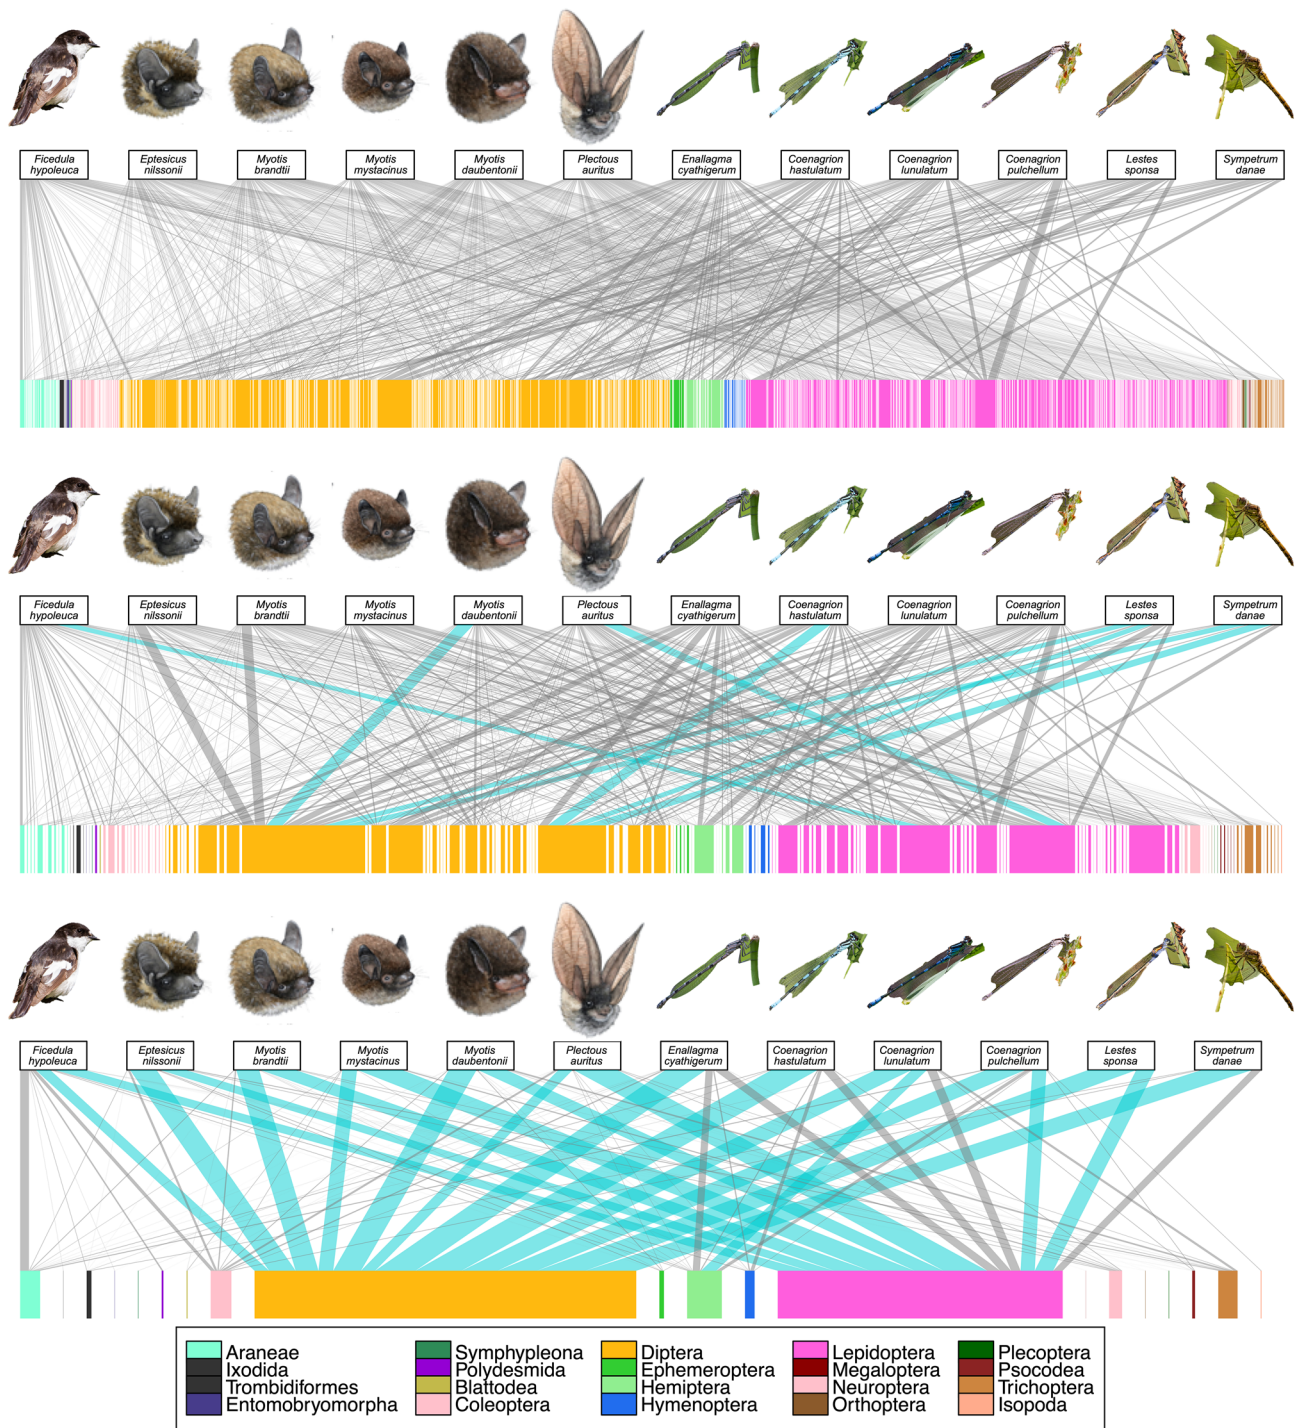 Ficedula hypoleuca
Eptesicus nilssonii
Myotis brandtii
Myotis mystacinus
Myotis daubentonii
Plectous auritus
Enallagma cyathigerum
Coenagrion hastulatum
Coenagrion lunulatum
Coenagrion pulchellum
Lestes sponsa
Sympetrum danae
Ficedula hypoleuca
Eptesicus nilssonii
Myotis brandtii
Myotis mystacinus
Myotis daubentonii
Plectous auritus
Enallagma cyathigerum
Coenagrion hastulatum
Coenagrion lunulatum
Coenagrion pulchellum
Lestes sponsa
Sympetrum danae
Ficedula hypoleuca
Eptesicus nilssonii
Myotis brandtii
Myotis mystacinus
Myotis daubentonii
Plectous auritus
Enallagma cyathigerum
Coenagrion hastulatum
Coenagrion lunulatum
Coenagrion pulchellum
Lestes sponsa
Sympetrum danae
Araneae
Ixodida
Trombidiformes
Entomobryomorpha
Symphypleona
Polydesmida
Blattodea
Coleoptera
Diptera
Ephemeroptera
Hemiptera
Hymenoptera
Lepidoptera
Megaloptera
Neuroptera
Orthoptera
Plecoptera
Psocodea
Trichoptera
Isopoda